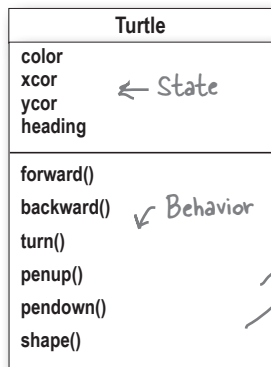 Turtle
color
xcor
ycor
heading
← State
forward()
backward()
turn()
penup()
pendown()
shape()
↙ Behavior